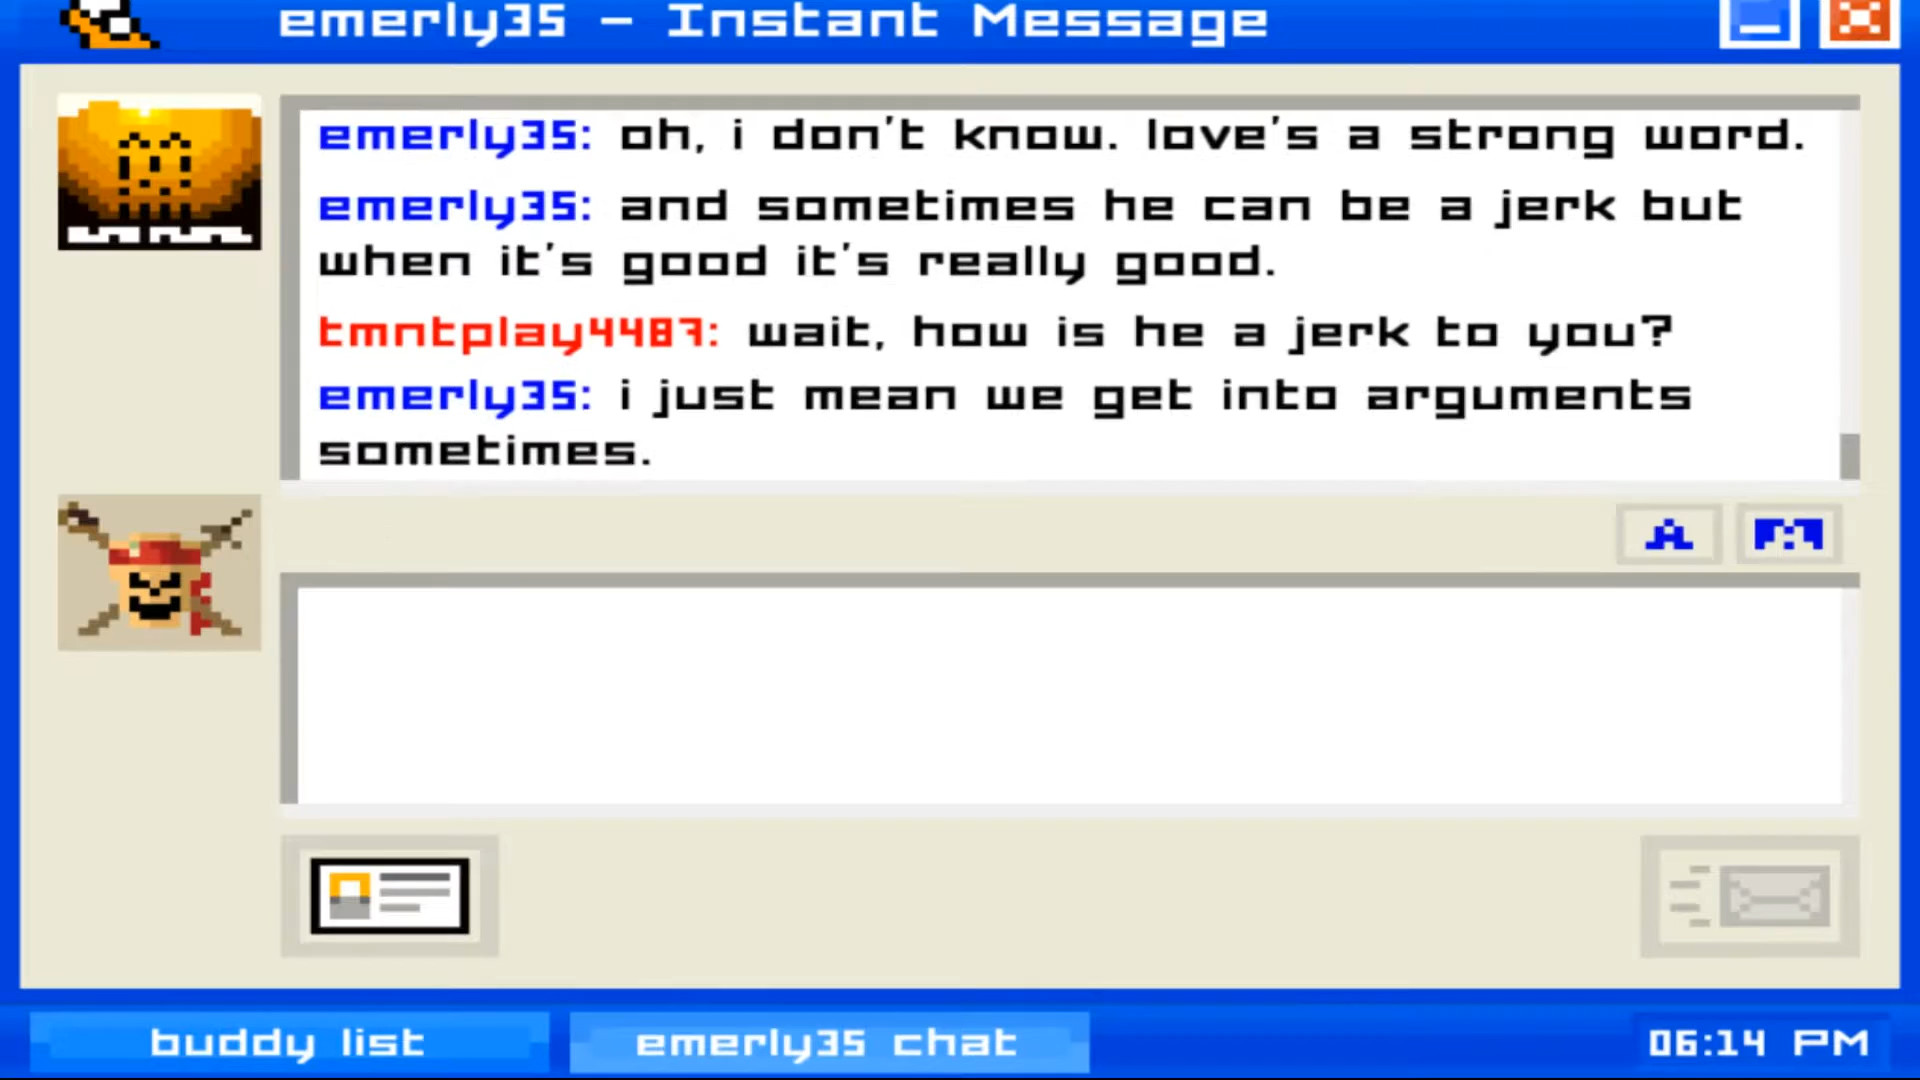 emerly35 - Instant Message
emerly35: oh, i don't know. love's a strong word.
emerly35: and sometimes he can be a jerk but
when it's good it's really good.
tmntplay4487: wait, how is he a jerk to you?
emerly35: i just mean we get into arguments
sometimes.
A
buddy list
emerly35 chat
06:14 PM